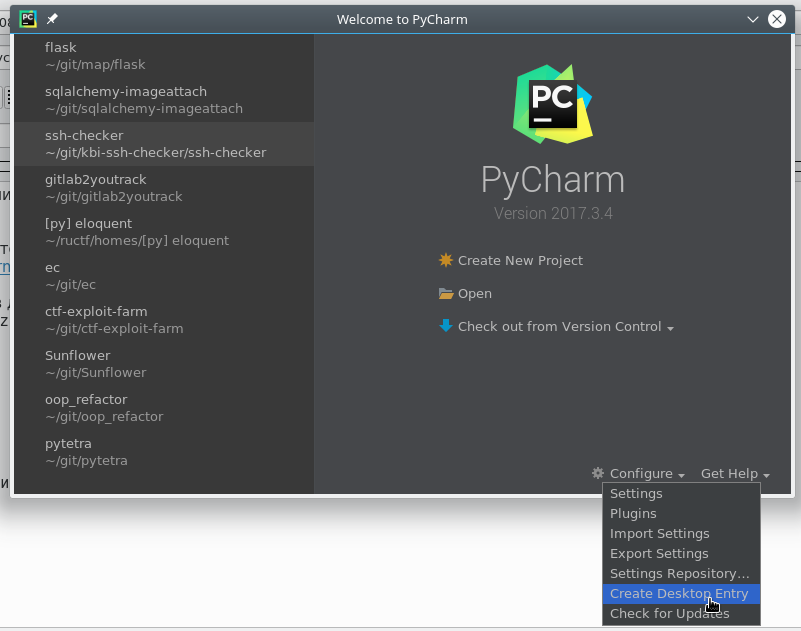 Welcome to PyCharm
flask
~/git/map/flask
sqlalchemy-imageattach
~/git/sqlalchemy-imageattach
ssh-checker
~/git/kbi-ssh-checker/ssh-checker
gitlab2youtrack
~/git/gitlab2youtrack
[py] eloquent
~/ructf/homes/[py] eloquent
ec
~/git/ec
ctf-exploit-farm
~/git/ctf-exploit-farm
Sunflower
~/git/Sunflower
oop_refactor
~/git/oop_refactor
pytetra
~/git/pytetra
PC
PyCharm
Version 2017.3.4
Create New Project
Open
Check out from Version Control
Configure
Get Help
Settings
Plugins
Import Settings
Export Settings
Settings Repository...
Create Desktop Entry
Check for Updates